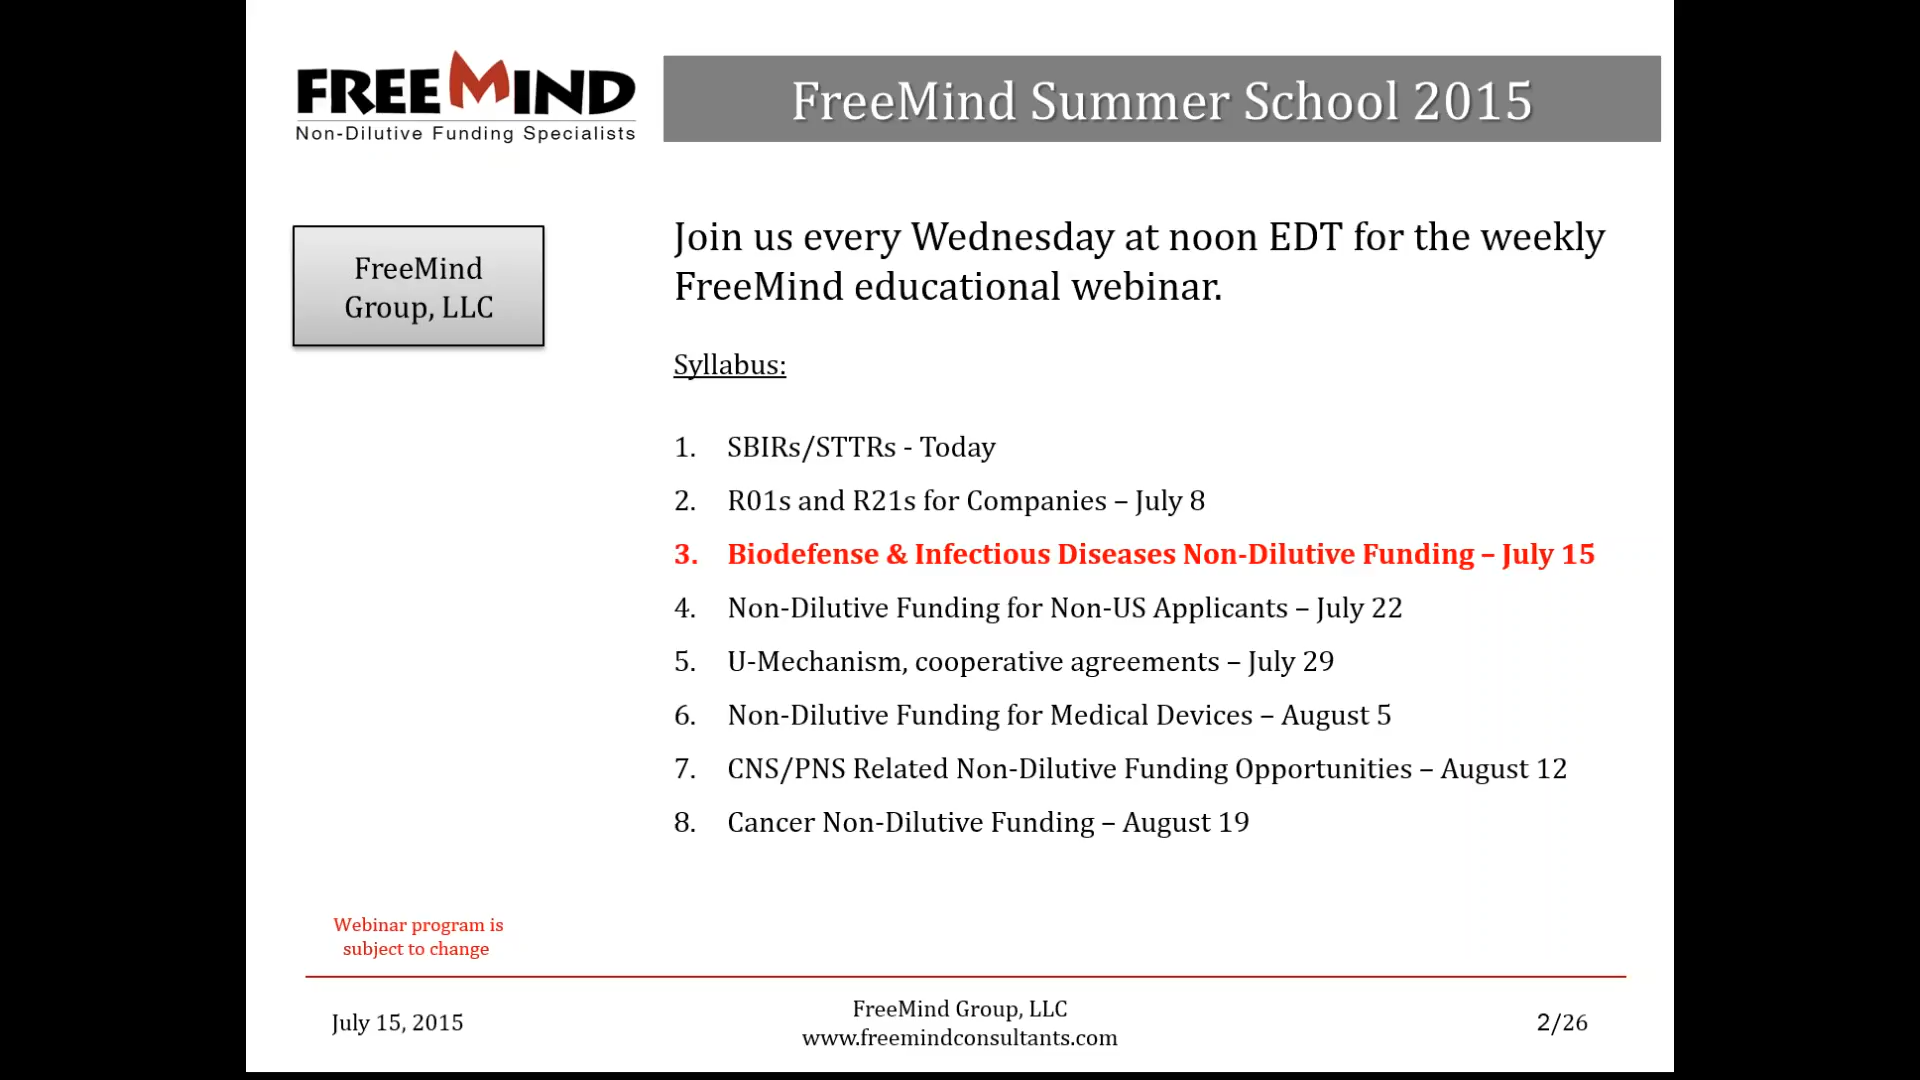 FREEMIND
Non-Dilutive Funding Specialists
FreeMind Summer School 2015
FreeMind
Group, LLC
Join us every Wednesday at noon EDT for the weekly
FreeMind educational webinar.
Syllabus:
1. SBIRs/STTRs - Today
2. R01s and R21s for Companies – July 8
3. Biodefense & Infectious Diseases Non-Dilutive Funding – July 15
4. Non-Dilutive Funding for Non-US Applicants – July 22
5. U-Mechanism, cooperative agreements – July 29
6. Non-Dilutive Funding for Medical Devices – August 5
7. CNS/PNS Related Non-Dilutive Funding Opportunities – August 12
8. Cancer Non-Dilutive Funding – August 19
Webinar program is
subject to change
July 15, 2015
FreeMind Group, LLC
www.freemindconsultants.com
2/26